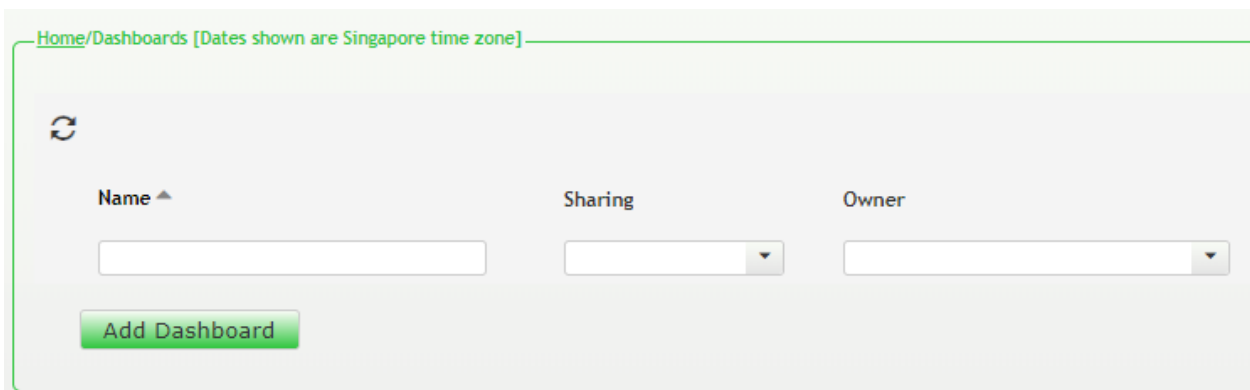 Home/Dashboards [Dates shown are Singapore time zone]
Name Sharing Owner
Add Dashboard